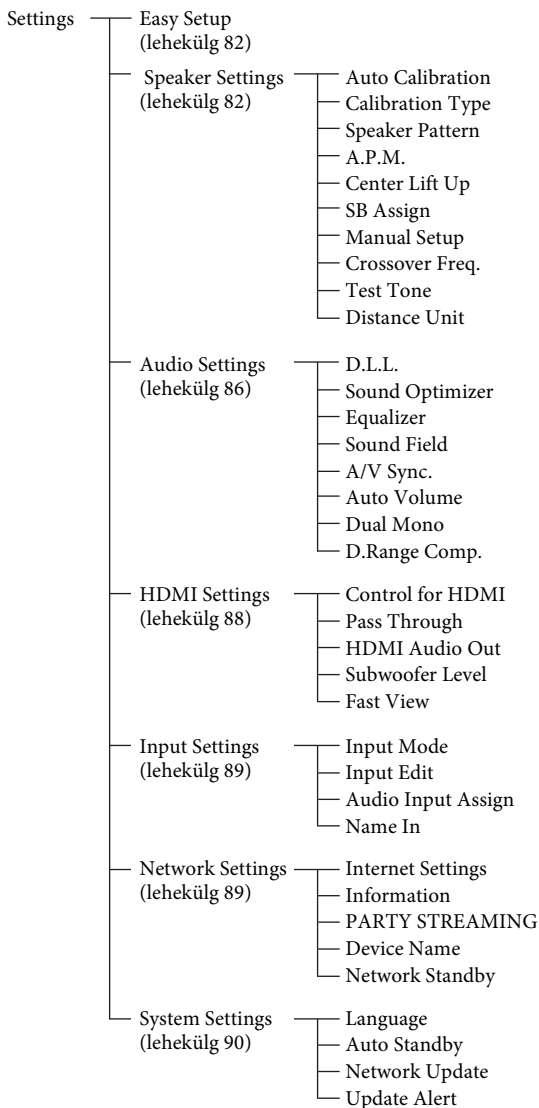 Settings
Easy Setup
(lehekülg 82)
Speaker Settings
(lehekülg 82)
Auto Calibration
Calibration Type
Speaker Pattern
A.P.M.
Center Lift Up
SB Assign
Manual Setup
Crossover Freq.
Test Tone
Distance Unit
Audio Settings
(lehekülg 86)
D.L.L.
Sound Optimizer
Equalizer
Sound Field
A/V Sync.
Auto Volume
Dual Mono
D.Range Comp.
HDMI Settings
(lehekülg 88)
Control for HDMI
Pass Through
HDMI Audio Out
Subwoofer Level
Fast View
Input Settings
(lehekülg 89)
Input Mode
Input Edit
Audio Input Assign
Name In
Network Settings
(lehekülg 89)
Internet Settings
Information
PARTY STREAMING
Device Name
Network Standby
System Settings
(lehekülg 90)
Language
Auto Standby
Network Update
Update Alert